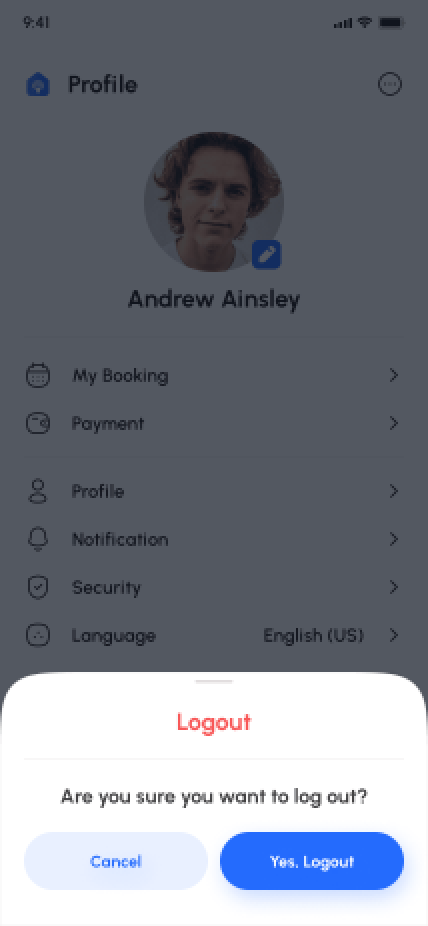 9:41
Profile
Andrew Ainsley
My Booking
Payment
Profile
Notification
Security
Language English (US)
Logout
Are you sure you want to log out?
Cancel Yes, Logout